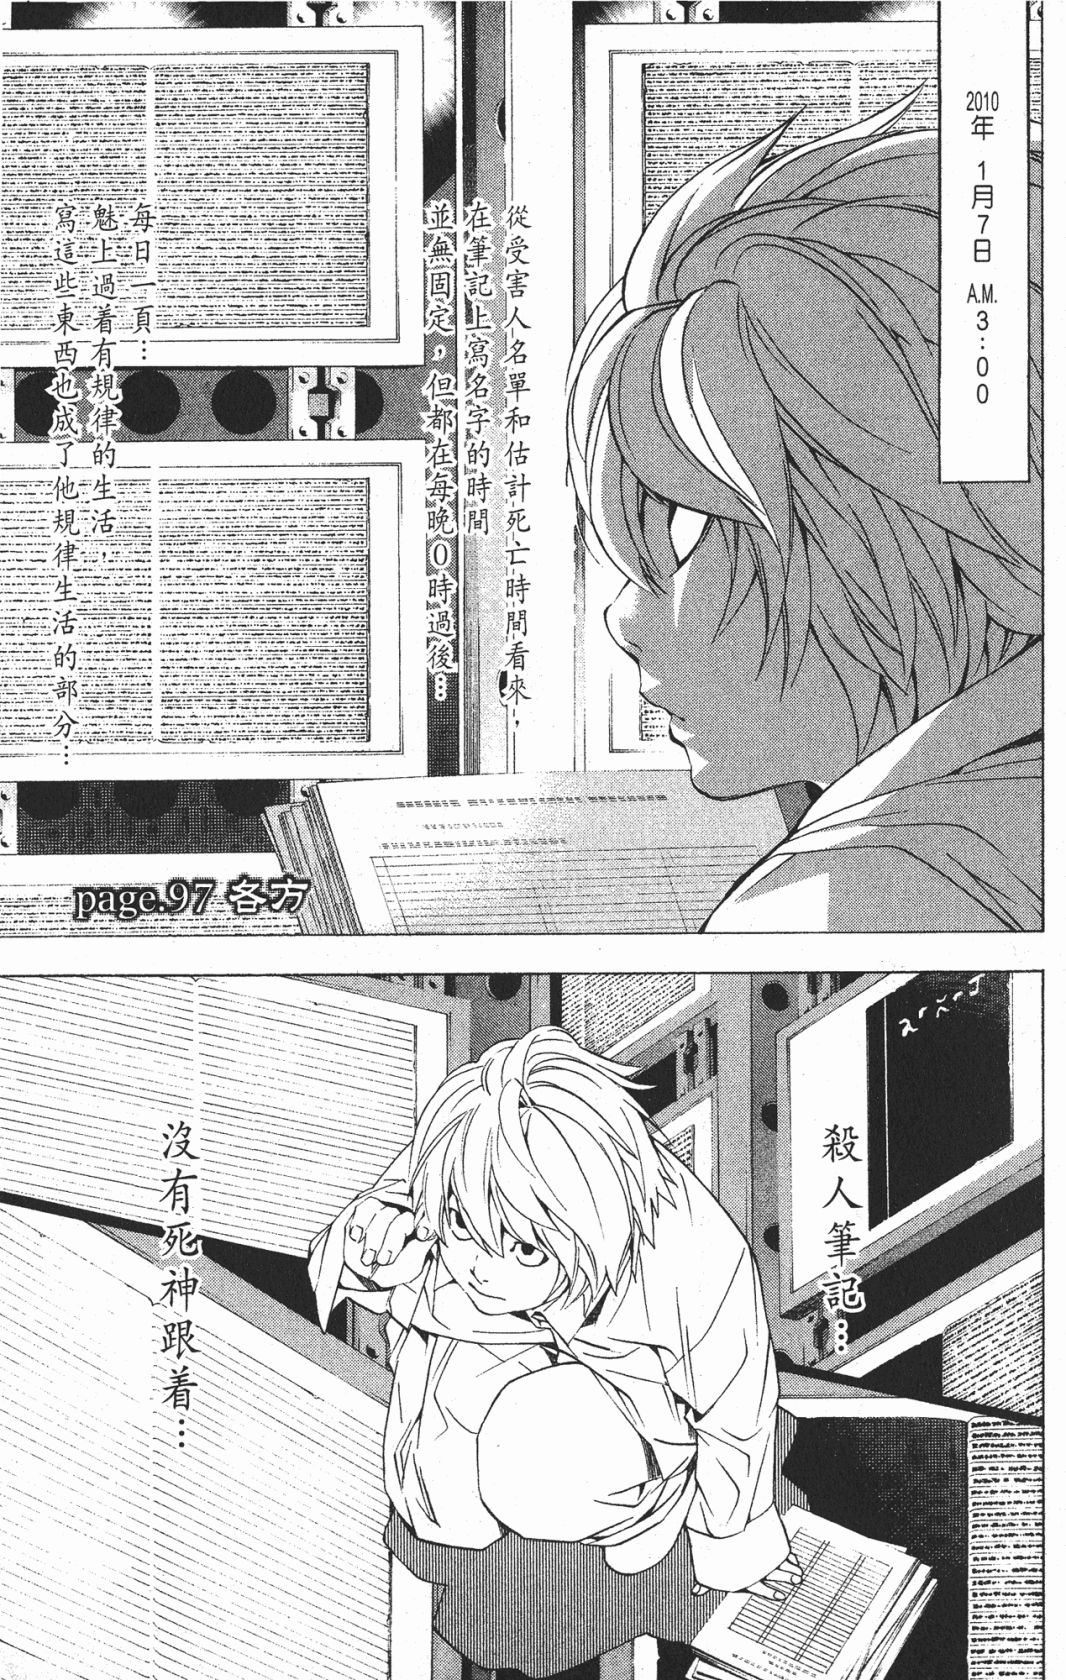 2010年 1月7日 A.M. 3:00
從受害人名單和估計死亡時間看來，
在筆記上寫名字的時間
並無固定，但都在每晚0時過後…
每日一頁…
魅上過着有規律的生活，
寫這些東西也成了他規律生活的部分…
page.97 各方
殺人筆記…
沒有死神跟着…